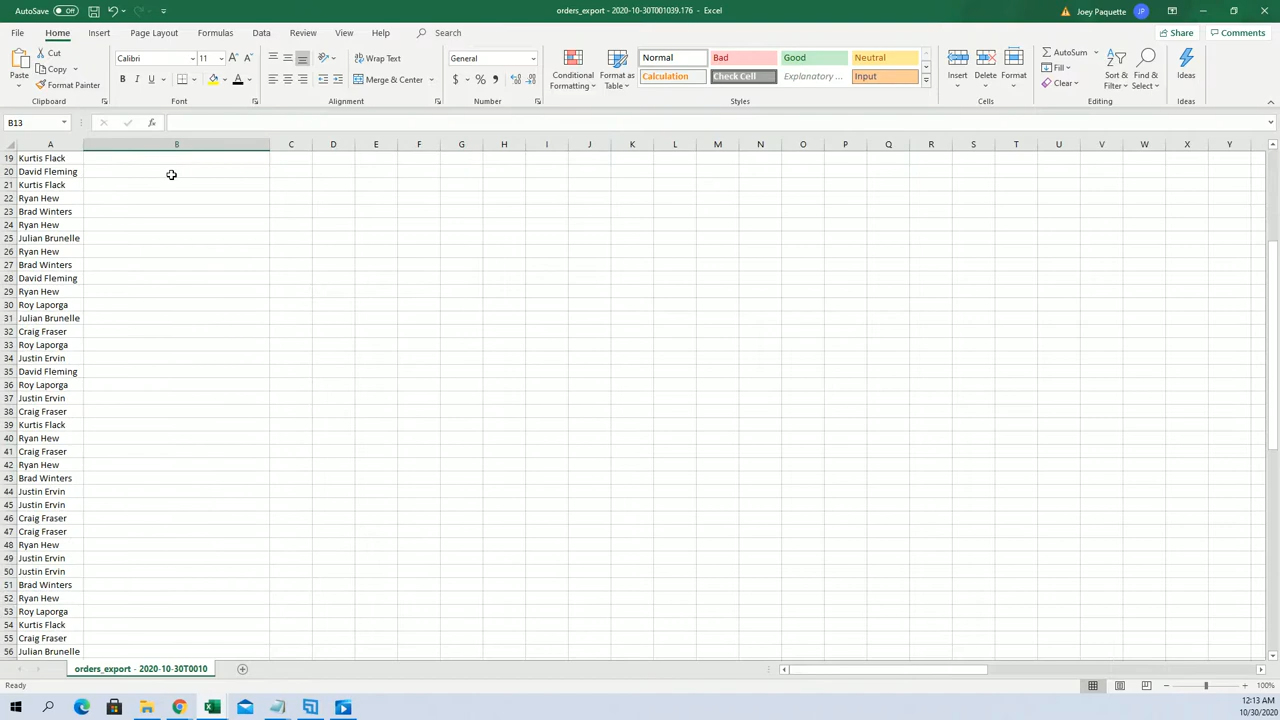 AutoSave Off orders_export - 2020-10-30T001039.176 - Excel Joey Paquette JP
File Home Insert Page Layout Formulas Data Review View Help Search Share Comments
Paste Cut Copy Format Painter Clipboard
Calibri 11 A A B I U A Font
Wrap Text Merge & Center Alignment
General $ % , Number
Conditional Formatting Format as Table
Normal Bad Good Neutral
Calculation Check Cell Explanatory ... Input
Styles
Insert Delete Format Cells
AutoSum Fill Clear Sort & Filter Find & Select Editing
Ideas Ideas
B13 fx
A B C D E F G H I J K L M N O P Q R S T U V W X Y
19 Kurtis Flack
20 David Fleming
21 Kurtis Flack
22 Ryan Hew
23 Brad Winters
24 Ryan Hew
25 Julian Brunelle
26 Ryan Hew
27 Brad Winters
28 David Fleming
29 Ryan Hew
30 Roy Laporga
31 Julian Brunelle
32 Craig Fraser
33 Roy Laporga
34 Justin Ervin
35 David Fleming
36 Roy Laporga
37 Justin Ervin
38 Craig Fraser
39 Kurtis Flack
40 Ryan Hew
41 Craig Fraser
42 Ryan Hew
43 Brad Winters
44 Justin Ervin
45 Justin Ervin
46 Craig Fraser
47 Craig Fraser
48 Ryan Hew
49 Justin Ervin
50 Justin Ervin
51 Brad Winters
52 Ryan Hew
53 Roy Laporga
54 Kurtis Flack
55 Craig Fraser
56 Julian Brunelle
orders_export - 2020-10-30T0010
Ready 100%
12:13 AM
10/30/2020